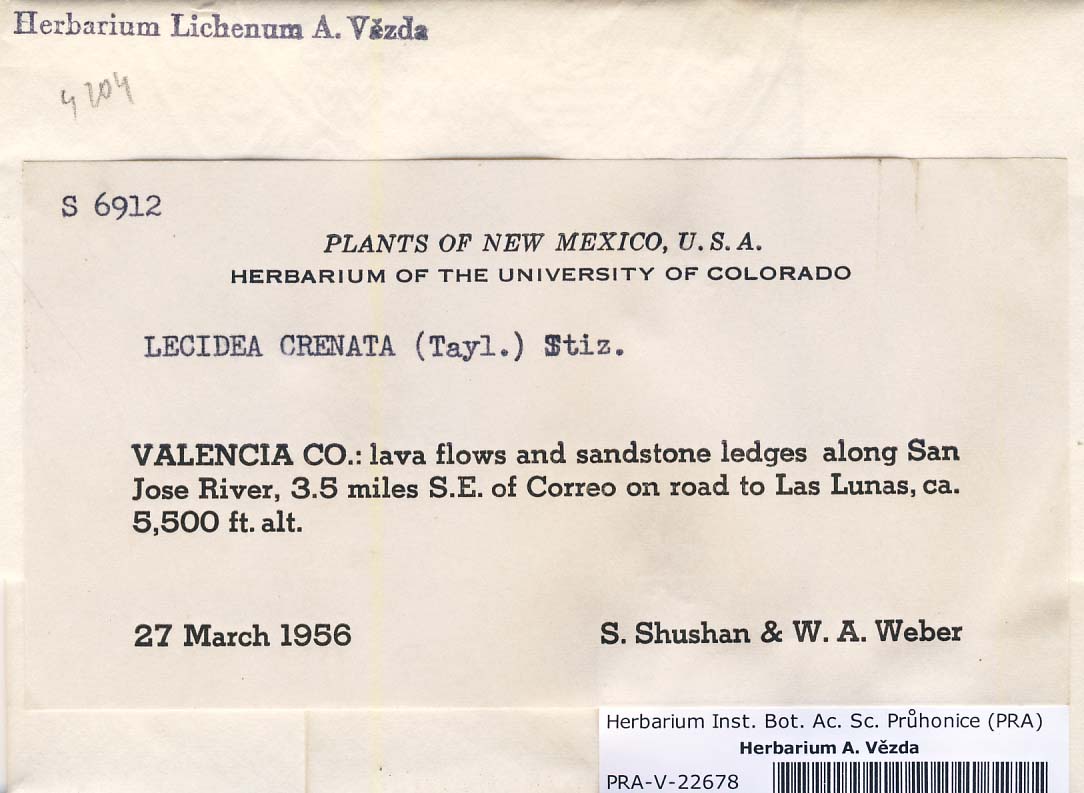 Herbarium Lichenum A. Vězda
4204
S 6912
PLANTS OF NEW MEXICO, U. S. A.
HERBARIUM OF THE UNIVERSITY OF COLORADO
LECIDEA CRENATA (Tayl.) Stiz.
VALENCIA CO.: lava flows and sandstone ledges along San
Jose River, 3.5 miles S.E. of Correo on road to Las Lunas, ca.
5,500 ft. alt.
27 March 1956
S. Shushan & W. A. Weber
Herbarium Inst. Bot. Ac. Sc. Průhonice (PRA)
Herbarium A. Vězda
PRA-V-22678